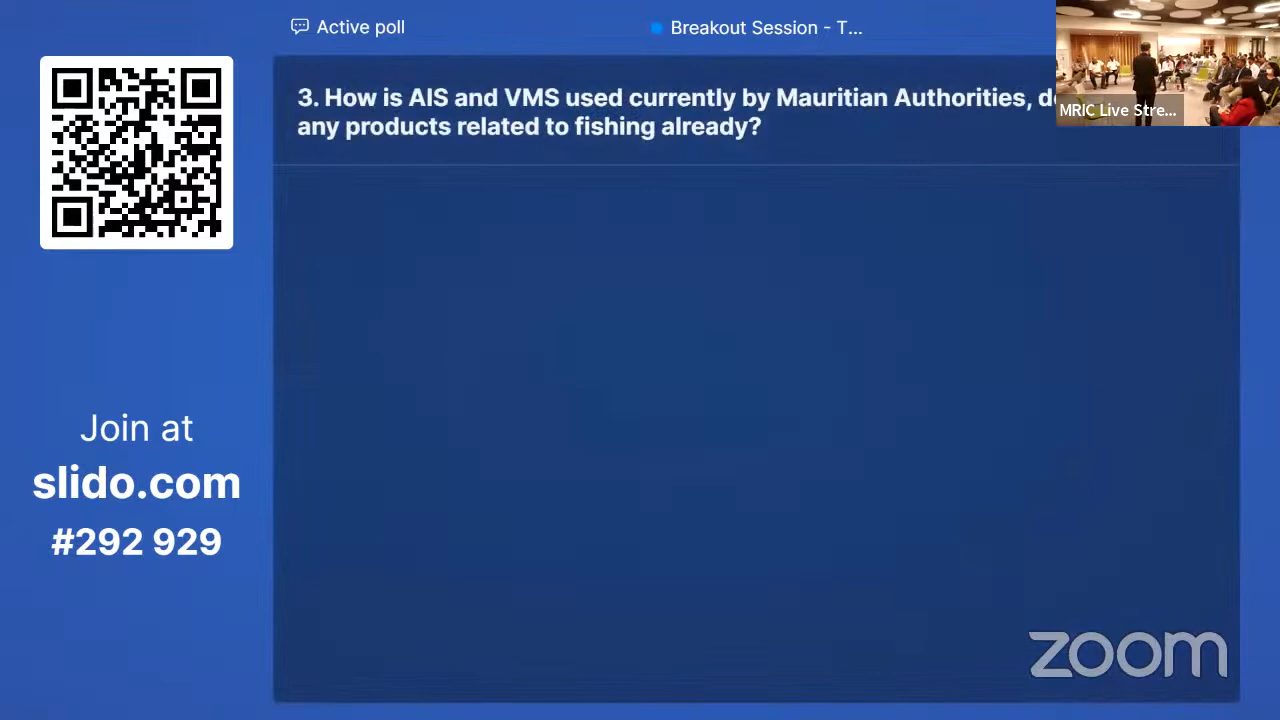 Active poll
Breakout Session - T...
3. How is AIS and VMS used currently by Mauritian Authorities,
any products related to fishing already?
MRIC Live Stre...
Join at
slido.com
#292 929
zoom